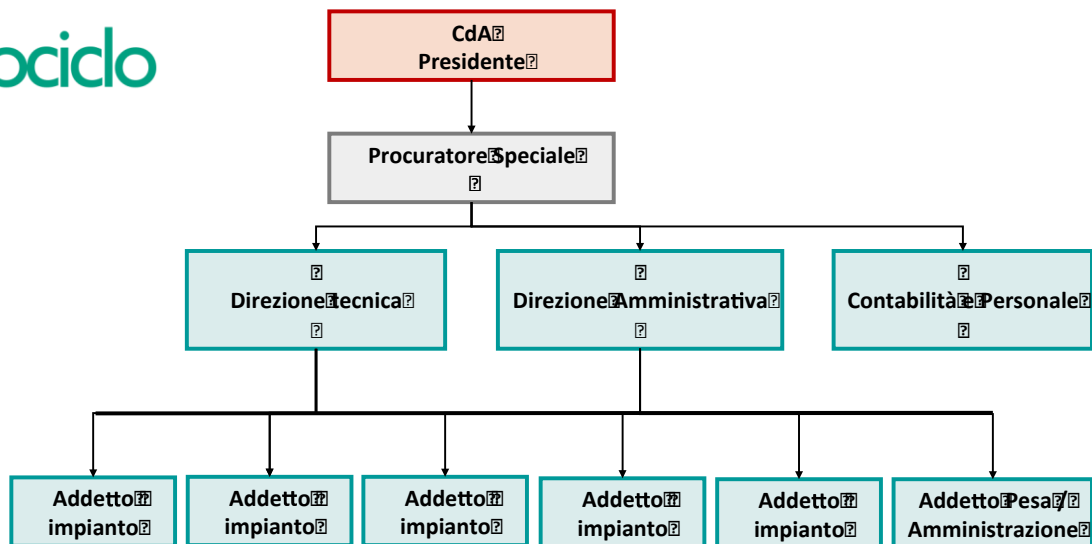 ociclo
CdA
Presidente
Procuratore Speciale
Direzione tecnica
Direzione Amministrativa
Contabilità e Personale
Addetto
impianto
Addetto
impianto
Addetto
impianto
Addetto
impianto
Addetto
impianto
Addetto Pesa /
Amministrazione